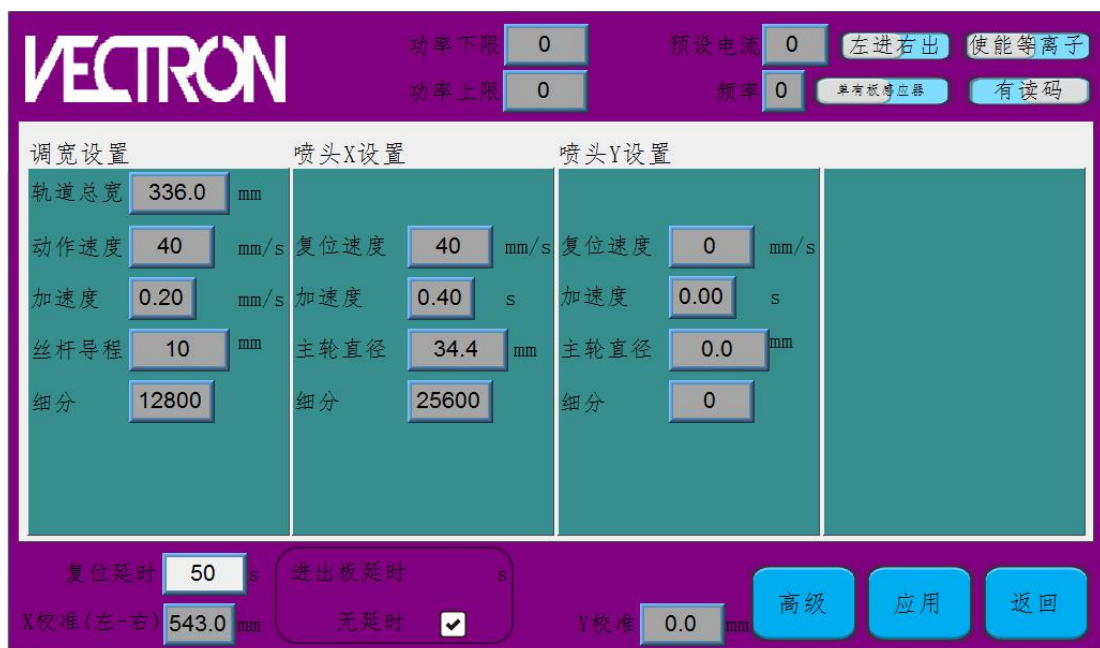 VECTRON
功率下限 0 预设电流 0 左进右出 使能等离子
功率上限 0 频率 0 单有板感应器 有读码
调宽设置 喷头X设置 喷头Y设置
轨道总宽 336.0 mm
动作速度 40 mm/s 复位速度 40 mm/s 复位速度 0 mm/s
加速度 0.20 mm/s 加速度 0.40 s 加速度 0.00 s
丝杆导程 10 mm 主轮直径 34.4 mm 主轮直径 0.0 mm
细分 12800 细分 25600 细分 0
复位延时 50 s 进出板延时 s
X校准(左-右) 543.0 mm 无延时 Y校准 0.0 mm 高级 应用 返回